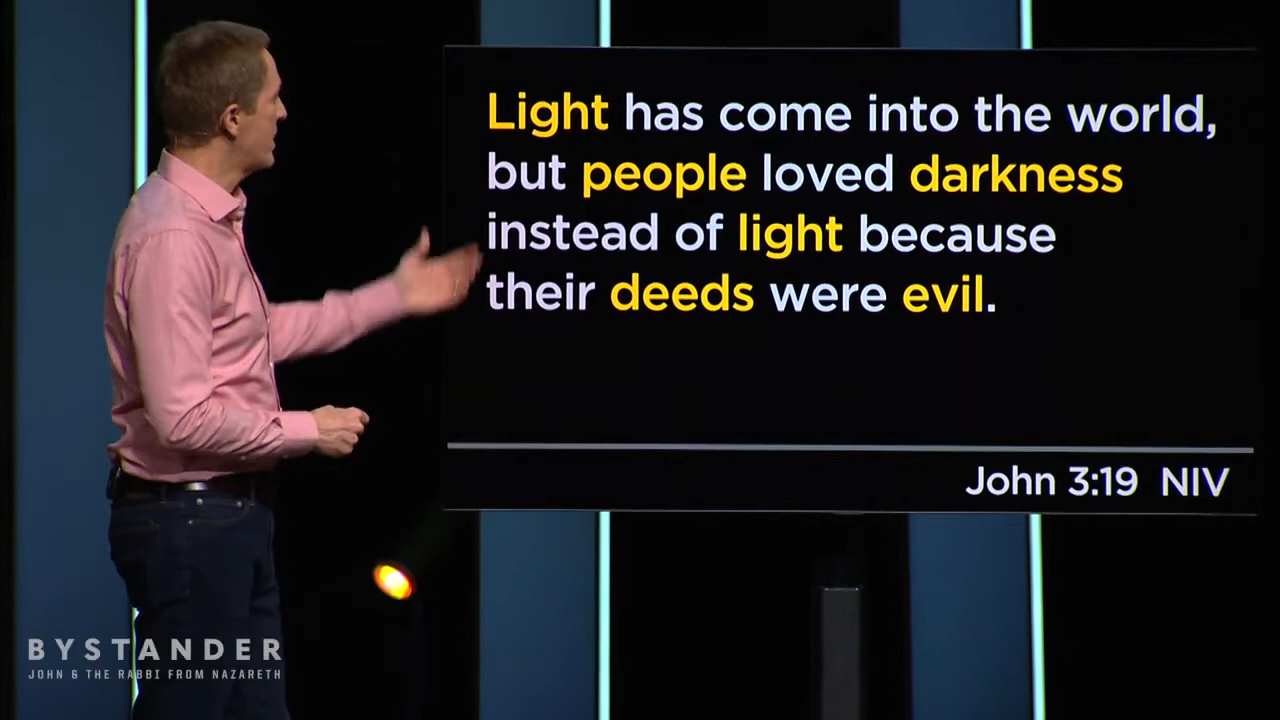 Light has come into the world,
but people loved darkness
instead of light because
their deeds were evil.
John 3:19 NIV
BYSTANDER
JOHN & THE RABBI FROM NAZARETH